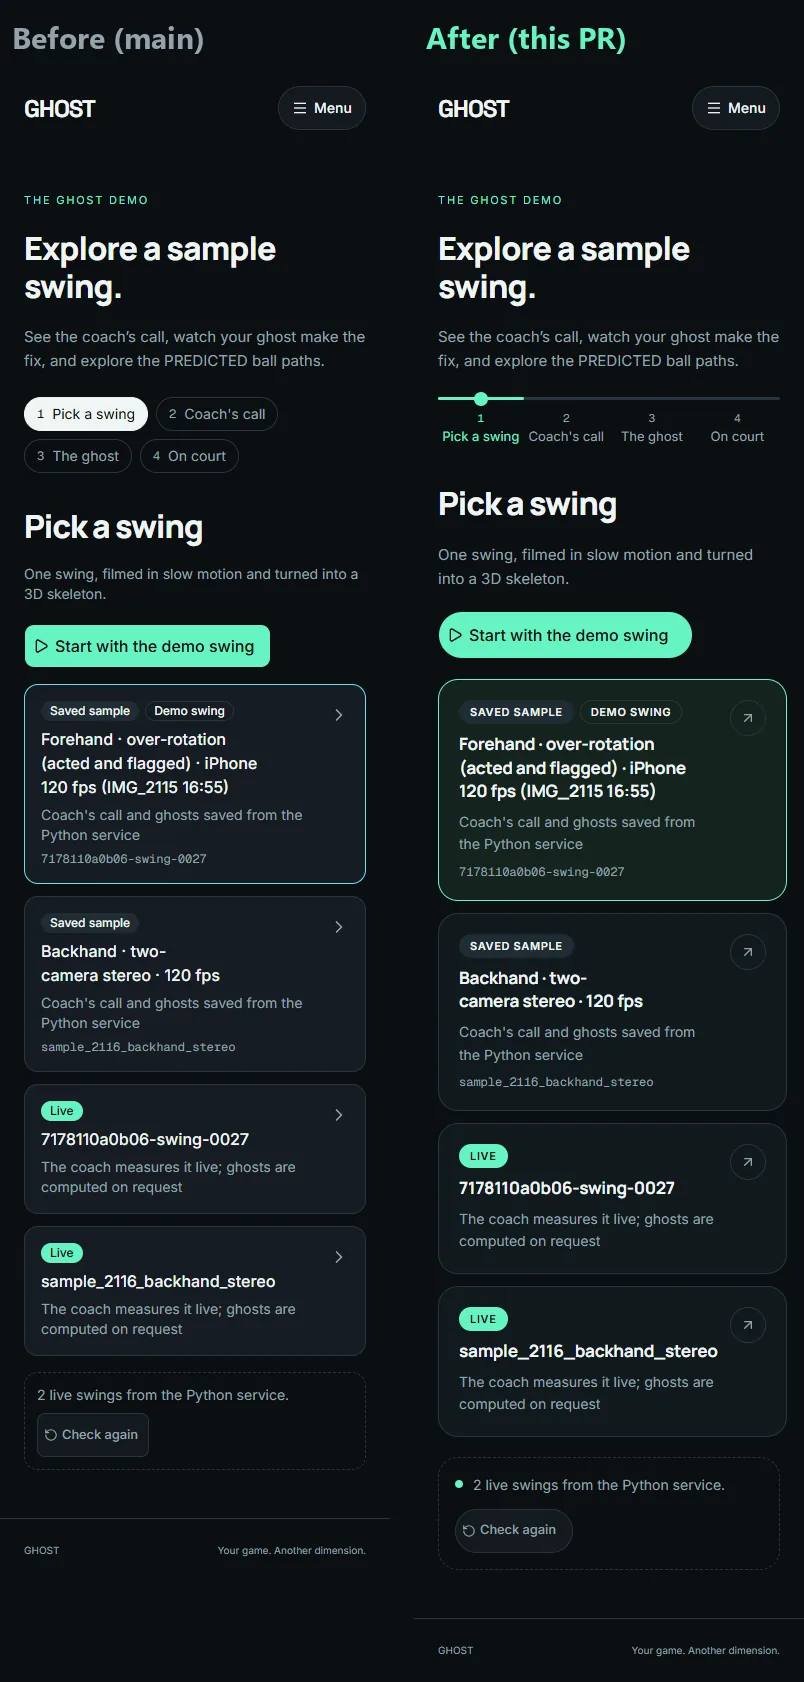 Before (main)
GHOST
Menu
THE GHOST DEMO
Explore a sample
swing.
See the coach's call, watch your ghost make the
fix, and explore the PREDICTED ball paths.
1 Pick a swing
2 Coach's call
3 The ghost
4 On court
Pick a swing
One swing, filmed in slow motion and turned into a
3D skeleton.
Start with the demo swing
Saved sample
Demo swing
Forehand · over-rotation
(acted and flagged) · iPhone
120 fps (IMG_2115 16:55)
Coach's call and ghosts saved from the
Python service
7178110a0b06-swing-0027
Saved sample
Backhand · two-
camera stereo · 120 fps
Coach's call and ghosts saved from the
Python service
sample_2116_backhand_stereo
Live
7178110a0b06-swing-0027
The coach measures it live; ghosts are
computed on request
Live
sample_2116_backhand_stereo
The coach measures it live; ghosts are
computed on request
2 live swings from the Python service.
Check again
GHOST
Your game. Another dimension.
After (this PR)
GHOST
Menu
THE GHOST DEMO
Explore a sample
swing.
See the coach's call, watch your ghost make the
fix, and explore the PREDICTED ball paths.
1
Pick a swing
2
Coach's call
3
The ghost
4
On court
Pick a swing
One swing, filmed in slow motion and turned
into a 3D skeleton.
Start with the demo swing
SAVED SAMPLE
DEMO SWING
Forehand · over-rotation
(acted and flagged) · iPhone
120 fps (IMG_2115 16:55)
Coach's call and ghosts saved from
the Python service
7178110a0b06-swing-0027
SAVED SAMPLE
Backhand · two-
camera stereo · 120 fps
Coach's call and ghosts saved from
the Python service
sample_2116_backhand_stereo
LIVE
7178110a0b06-swing-0027
The coach measures it live; ghosts are
computed on request
LIVE
sample_2116_backhand_stereo
The coach measures it live; ghosts are
computed on request
2 live swings from the Python service.
Check again
GHOST
Your game. Another dimension.